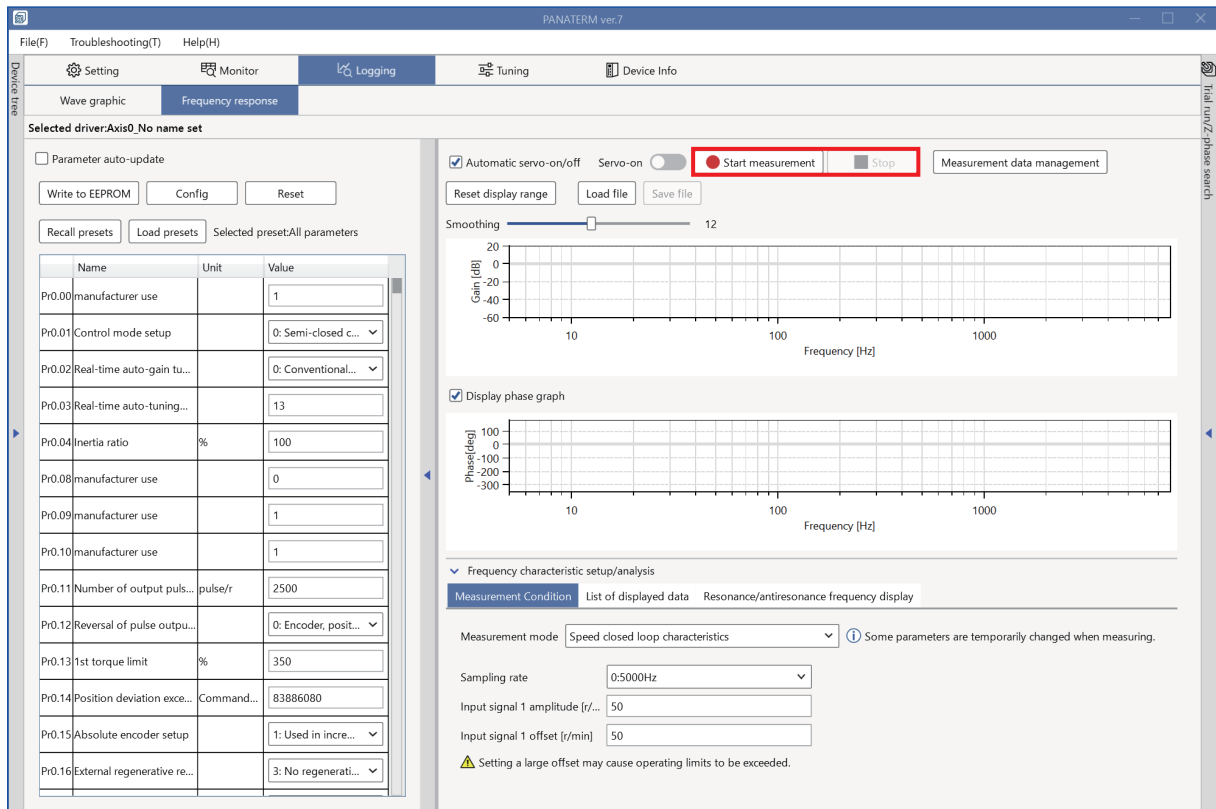 PANATERM ver.7
File(F) Troubleshooting(T) Help(H)
Device tree
Setting Monitor Logging Tuning Device Info
Trial run/Z-phase search
Wave graphic Frequency response
Selected driver:Axis0_No name set
Parameter auto-update
Write to EEPROM Config Reset
Recall presets Load presets Selected preset:All parameters
Name Unit Value
Pr0.00 manufacturer use 1
Pr0.01 Control mode setup 0: Semi-closed c...
Pr0.02 Real-time auto-gain tu... 0: Conventional...
Pr0.03 Real-time auto-tuning... 13
Pr0.04 Inertia ratio % 100
Pr0.08 manufacturer use 0
Pr0.09 manufacturer use 1
Pr0.10 manufacturer use 1
Pr0.11 Number of output puls... pulse/r 2500
Pr0.12 Reversal of pulse outpu... 0: Encoder, posit...
Pr0.13 1st torque limit % 350
Pr0.14 Position deviation exce... Command... 83886080
Pr0.15 Absolute encoder setup 1: Used in incre...
Pr0.16 External regenerative re... 3: No regenerati...
Automatic servo-on/off Servo-on Start measurement Stop Measurement data management
Reset display range Load file Save file
Smoothing 12
Gain [dB]
20
0
-20
-40
-60
10 100 1000
Frequency [Hz]
Display phase graph
Phase[deg]
100
0
-100
-200
-300
10 100 1000
Frequency [Hz]
Frequency characteristic setup/analysis
Measurement Condition List of displayed data Resonance/antiresonance frequency display
Measurement mode Speed closed loop characteristics Some parameters are temporarily changed when measuring.
Sampling rate 0:5000Hz
Input signal 1 amplitude [r/... 50
Input signal 1 offset [r/min] 50
Setting a large offset may cause operating limits to be exceeded.